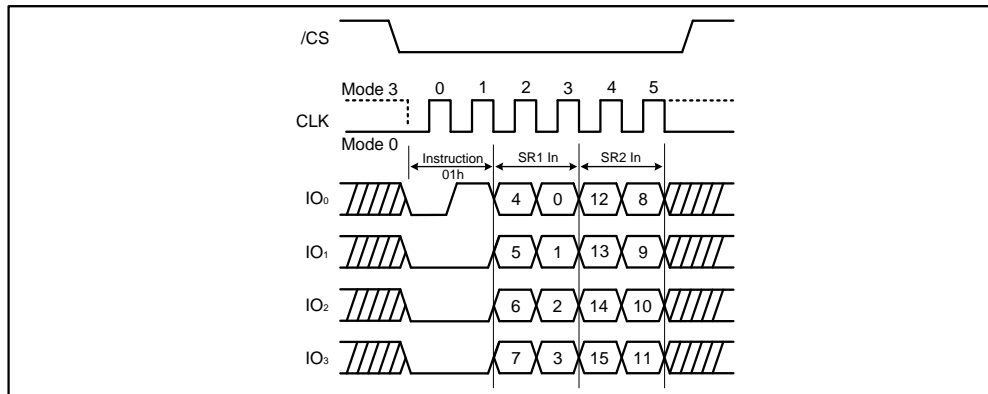 /CS
Mode 3 0 1 2 3 4 5
CLK
Mode 0
Instruction SR1 In SR2 In
01h
IO₀ 4 0 12 8
IO₁ 5 1 13 9
IO₂ 6 2 14 10
IO₃ 7 3 15 11